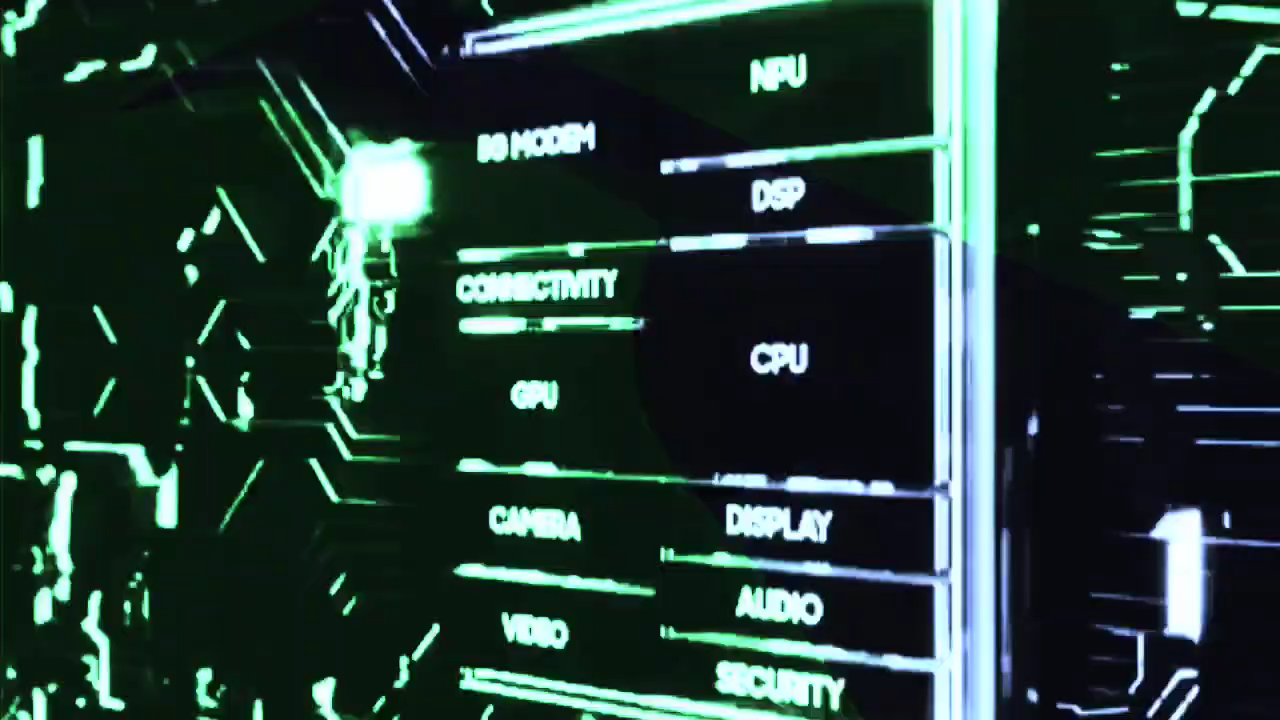 NPU
5G MODEM
DSP
CONNECTIVITY
CPU
GPU
CAMERA
DISPLAY
AUDIO
VIDEO
SECURITY